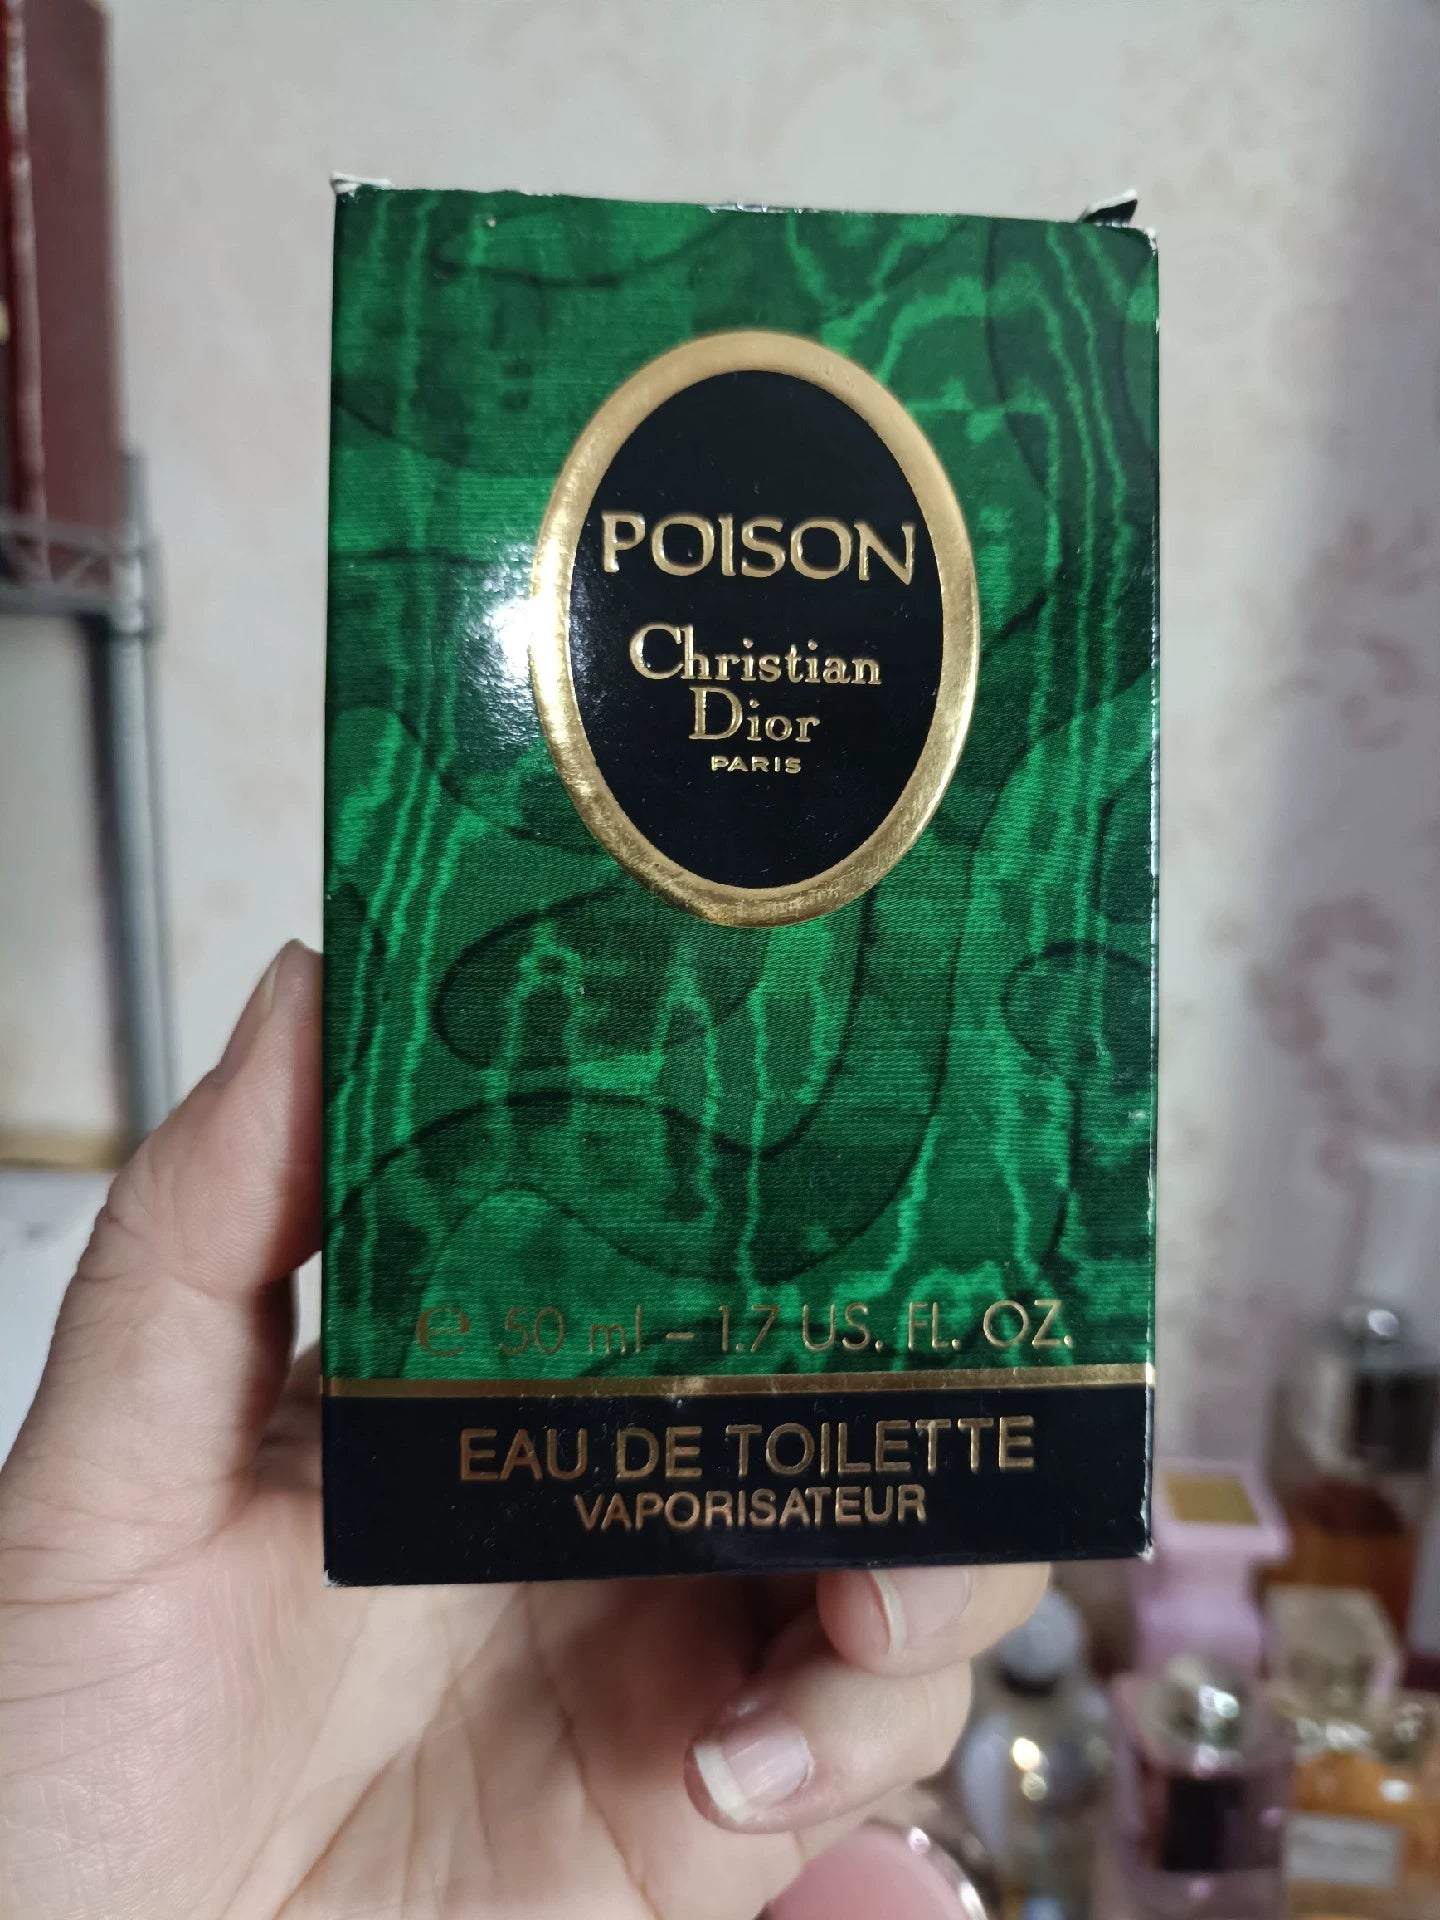 POISON
Christian
Dior
PARIS
℮ 50 ml – 1.7 US. FL. OZ.
EAU DE TOILETTE
VAPORISATEUR